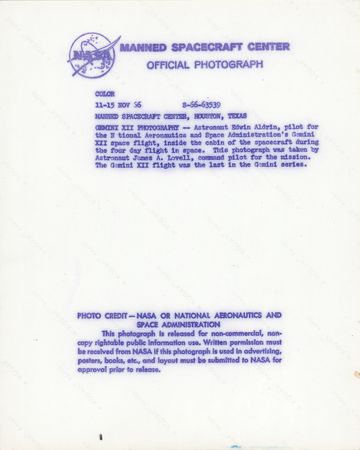 NASA
MANNED SPACECRAFT CENTER
OFFICIAL PHOTOGRAPH
COLOR
11-15 NOV 66 S-66-63539
MANNED SPACECRAFT CENTER, HOUSTON, TEXAS
GEMINI XII PHOTOGRAPHY -- Astronaut Edwin Aldrin, pilot for
the N tional Aeronautics and Space Administration's Gemini
XII space flight, inside the cabin of the spacecraft during
the four day flight in space. This photograph was taken by
Astronaut James A. Lovell, command pilot for the mission.
The Gemini XII flight was the last in the Gemini series.
PHOTO CREDIT—NASA OR NATIONAL AERONAUTICS AND
SPACE ADMINISTRATION
This photograph is released for non-commercial, non-
copy rightable public information use. Written permission must
be received from NASA if this photograph is used in advertising,
posters, books, etc., and layout must be submitted to NASA for
approval prior to release.